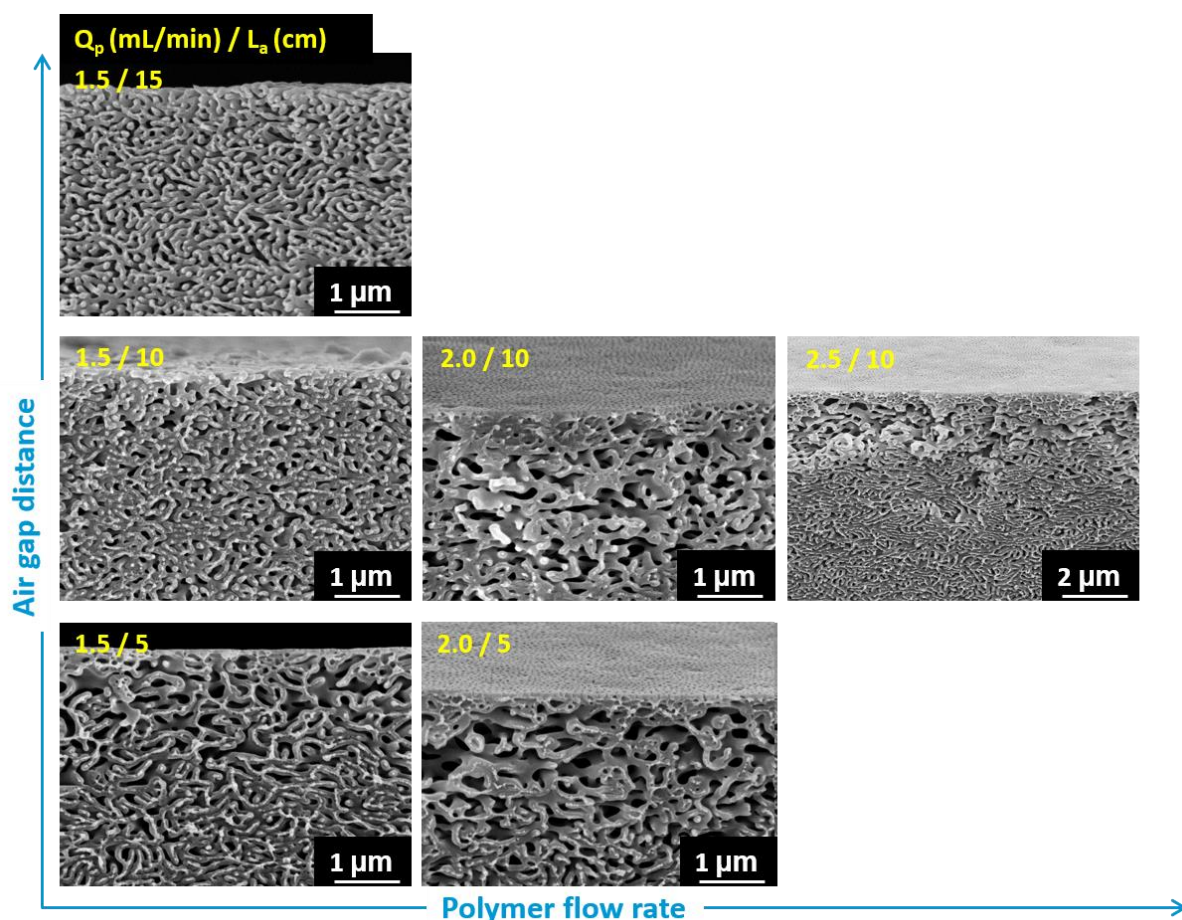 Qp (mL/min) / La (cm)
1.5 / 15
1 µm
1.5 / 10
1 µm
2.0 / 10
1 µm
2.5 / 10
2 µm
1.5 / 5
1 µm
2.0 / 5
1 µm
Air gap distance
Polymer flow rate